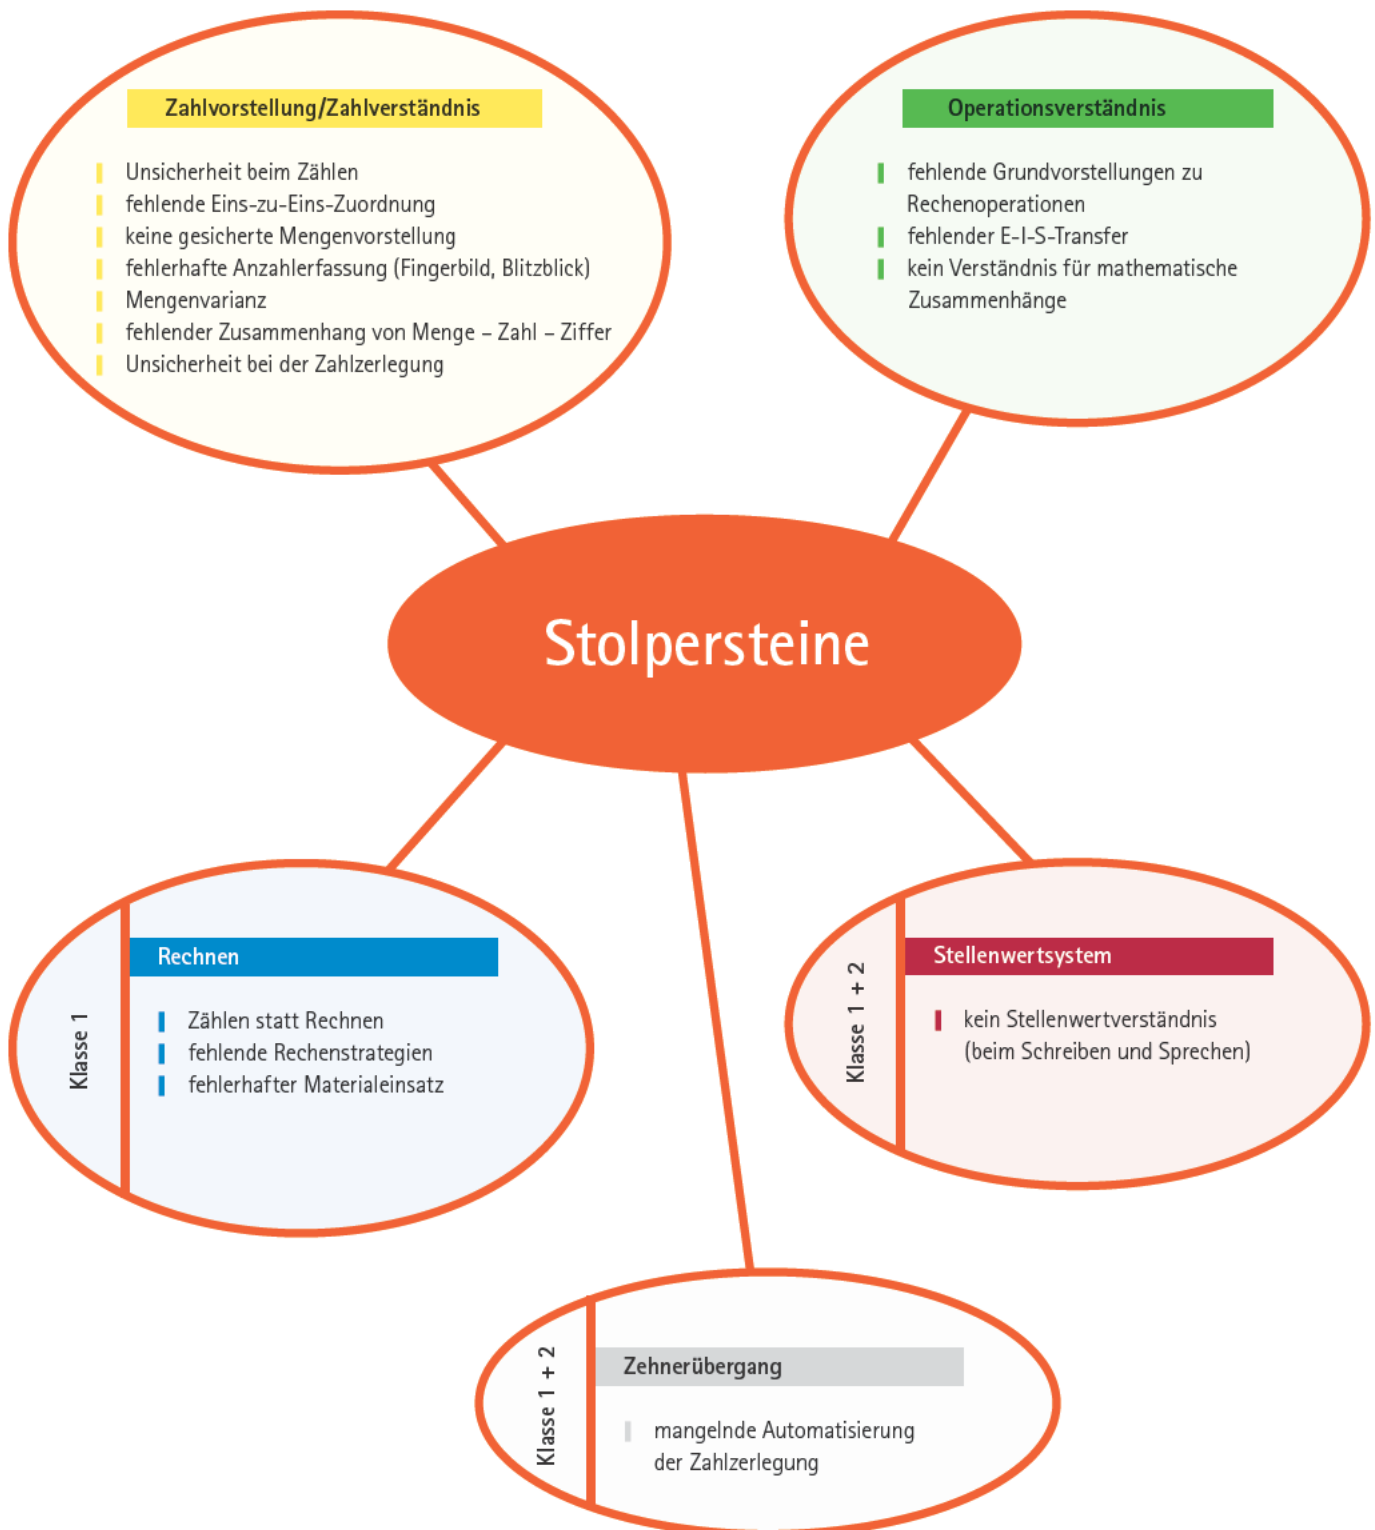 Zahlvorstellung/Zahlverständnis
Unsicherheit beim Zählen
fehlende Eins-zu-Eins-Zuordnung
keine gesicherte Mengenvorstellung
fehlerhafte Anzahlerfassung (Fingerbild, Blitzblick)
Mengenvarianz
fehlender Zusammenhang von Menge – Zahl – Ziffer
Unsicherheit bei der Zahlzerlegung
Operationsverständnis
fehlende Grundvorstellungen zu
Rechenoperationen
fehlender E-I-S-Transfer
kein Verständnis für mathematische
Zusammenhänge
Stolpersteine
Klasse 1
Rechnen
Zählen statt Rechnen
fehlende Rechenstrategien
fehlerhafter Materialeinsatz
Klasse 1 + 2
Stellenwertsystem
kein Stellenwertverständnis
(beim Schreiben und Sprechen)
Klasse 1 + 2
Zehnerübergang
mangelnde Automatisierung
der Zahlzerlegung